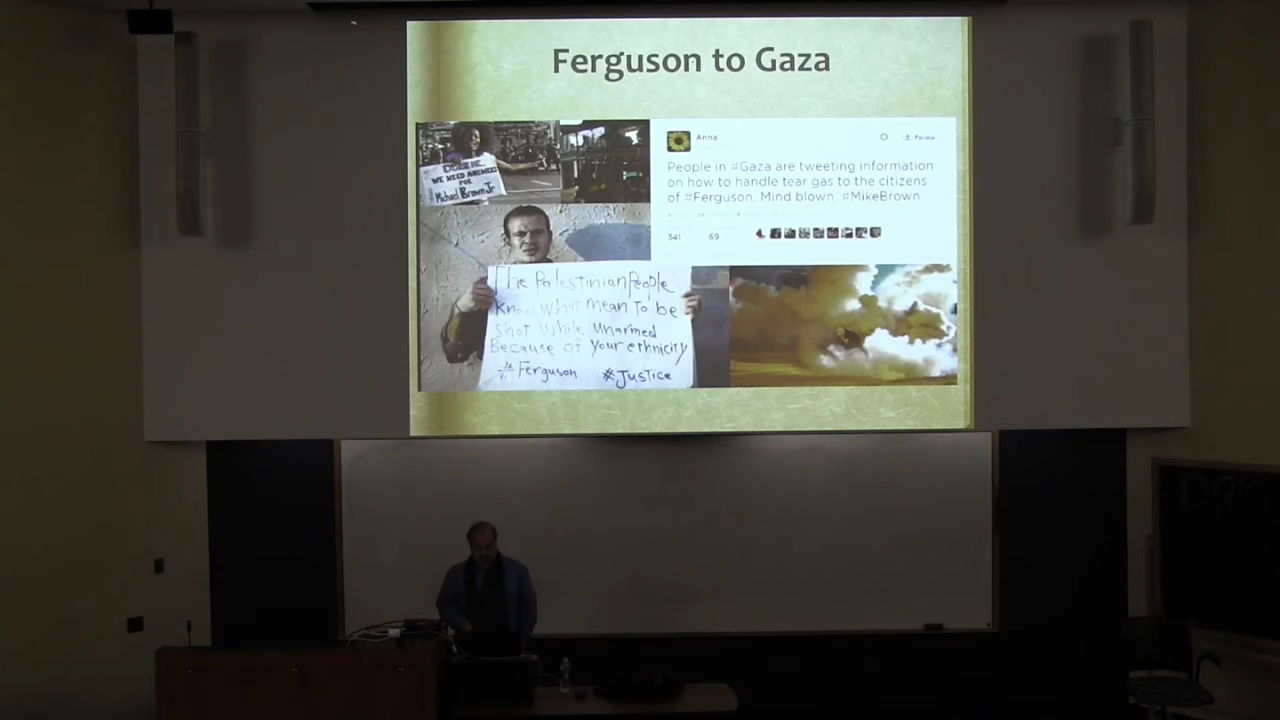 Ferguson to Gaza
WE NEED ANSWERS
FOR
Michael Brown Jr
Anna
Follow
People in #Gaza are tweeting information
on how to handle tear gas to the citizens
of #Ferguson. Mind blown. #MikeBrown
341 69
The Palestinian People
Know what mean to be
shot while unarmed
Because of your ethnicity
#Ferguson #Justice